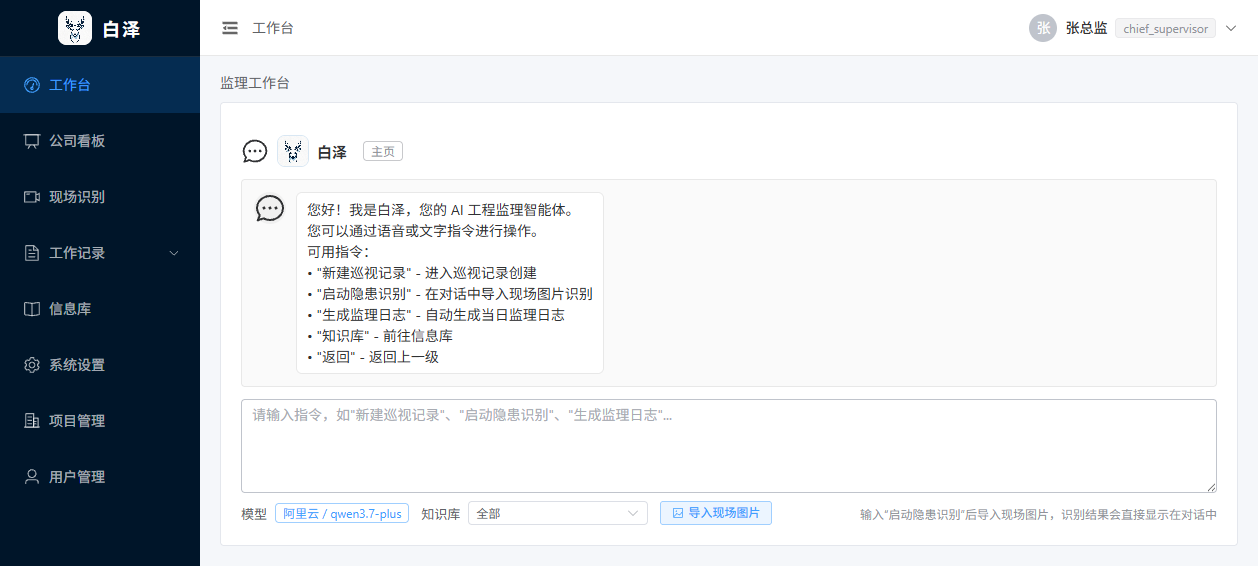 白泽
工作台
张
张总监
chief_supervisor
工作台
公司看板
现场识别
工作记录
信息库
系统设置
项目管理
用户管理
监理工作台
白泽
主页
您好！我是白泽，您的 AI 工程监理智能体。
您可以通过语音或文字指令进行操作。
可用指令：
• "新建巡视记录" - 进入巡视记录创建
• "启动隐患识别" - 在对话中导入现场图片识别
• "生成监理日志" - 自动生成当日监理日志
• "知识库" - 前往信息库
• "返回" - 返回上一级
请输入指令，如"新建巡视记录"、"启动隐患识别"、"生成监理日志"...
模型
阿里云 / qwen3.7-plus
知识库
全部
导入现场图片
输入"启动隐患识别"后导入现场图片，识别结果会直接显示在对话中